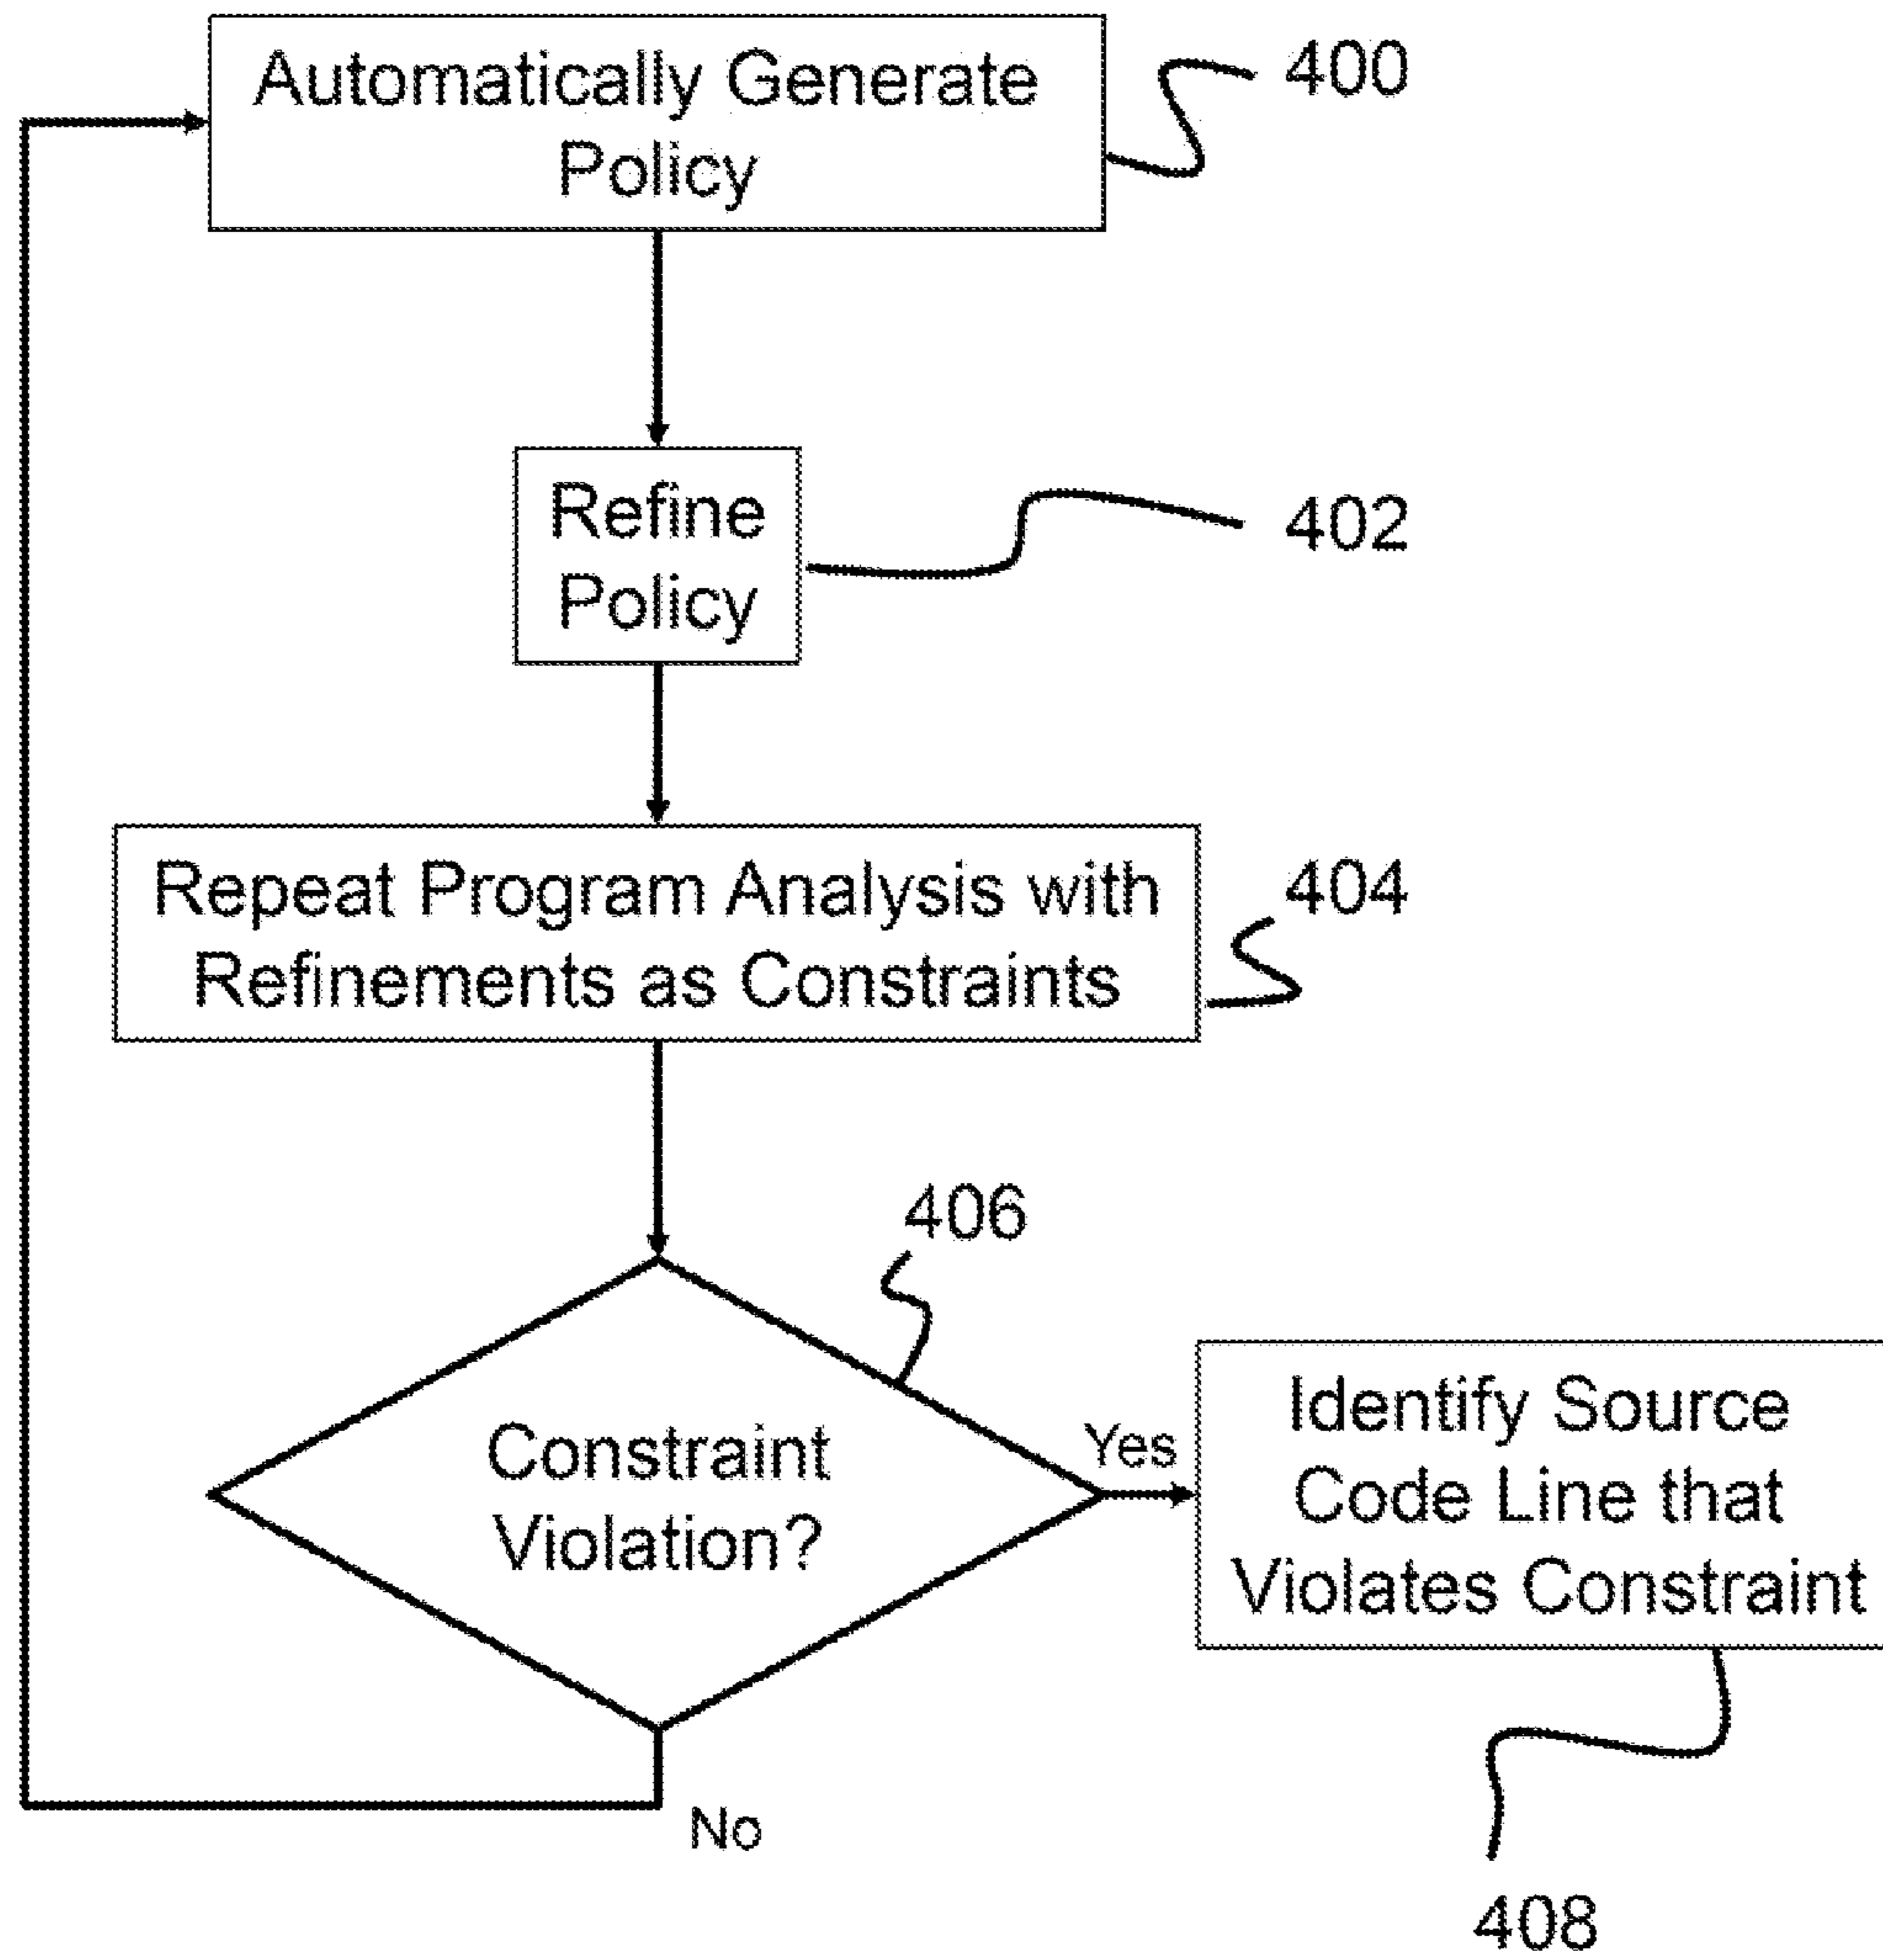 Automatically Generate
Policy
400
Refine
Policy
402
Repeat Program Analysis with
Refinements as Constraints
404
406
Constraint
Violation?
Yes
Identify Source
Code Line that
Violates Constraint
No
408